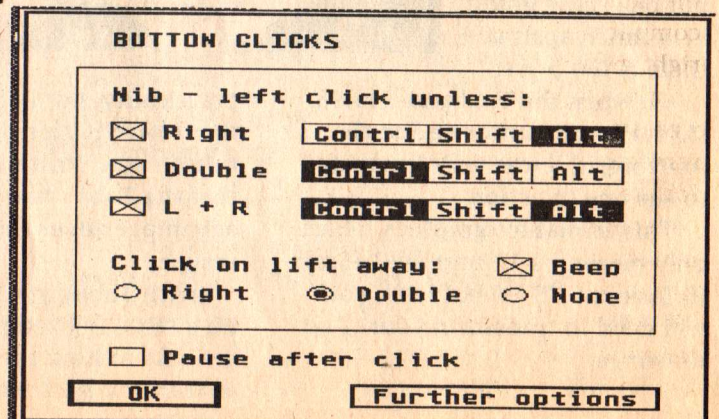 BUTTON CLICKS
Nib - left click unless:
Right Contrl Shift Alt
Double Contrl Shift Alt
L + R Contrl Shift Alt
Click on lift away: Beep
Right Double None
Pause after click
OK Further options